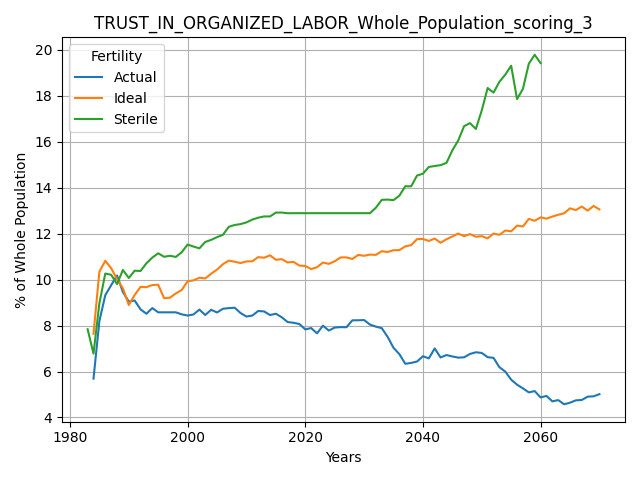 TRUST_IN_ORGANIZED_LABOR_Whole_Population_scoring_3
% of Whole Population
20
18
16
14
12
10
8
6
4
Fertility
Actual
Ideal
Sterile
1980
2000
2020
2040
2060
Years